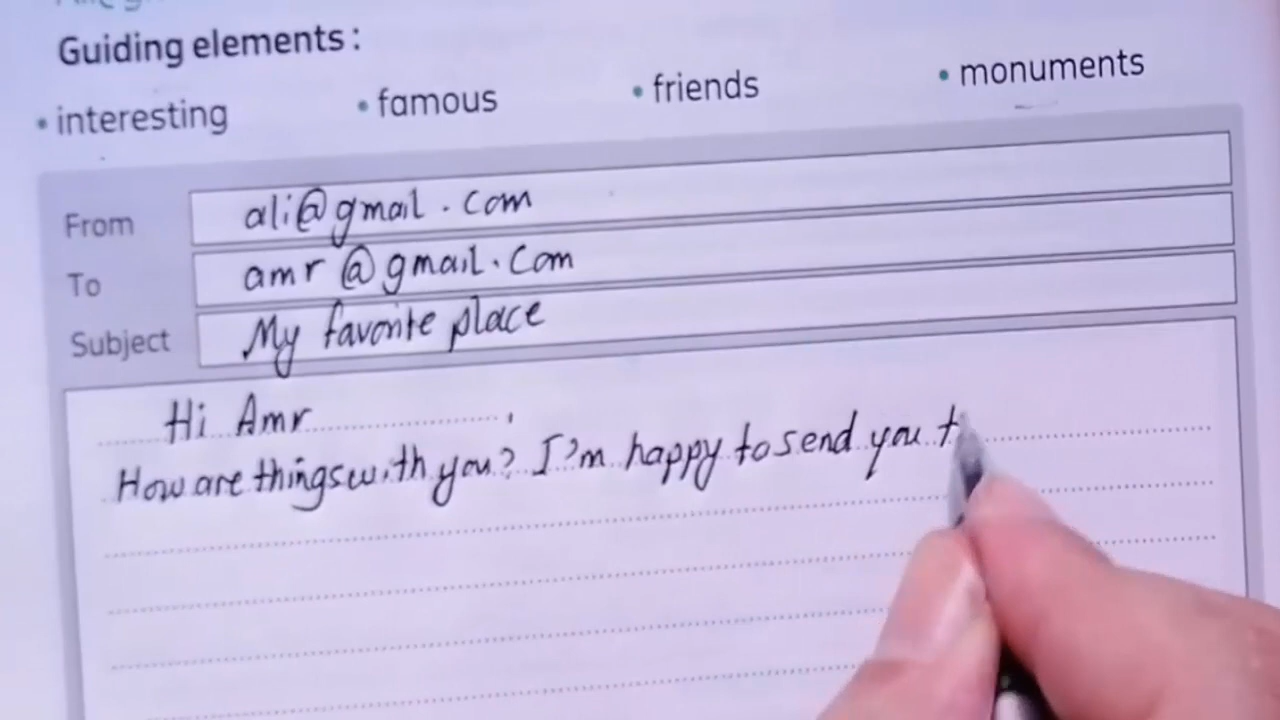 Guiding elements :
• interesting • famous • friends • monuments
From ali@gmail.com
To amr@gmail.com
Subject My favorite place
Hi Amr ,
How are things with you? I'm happy to send you t